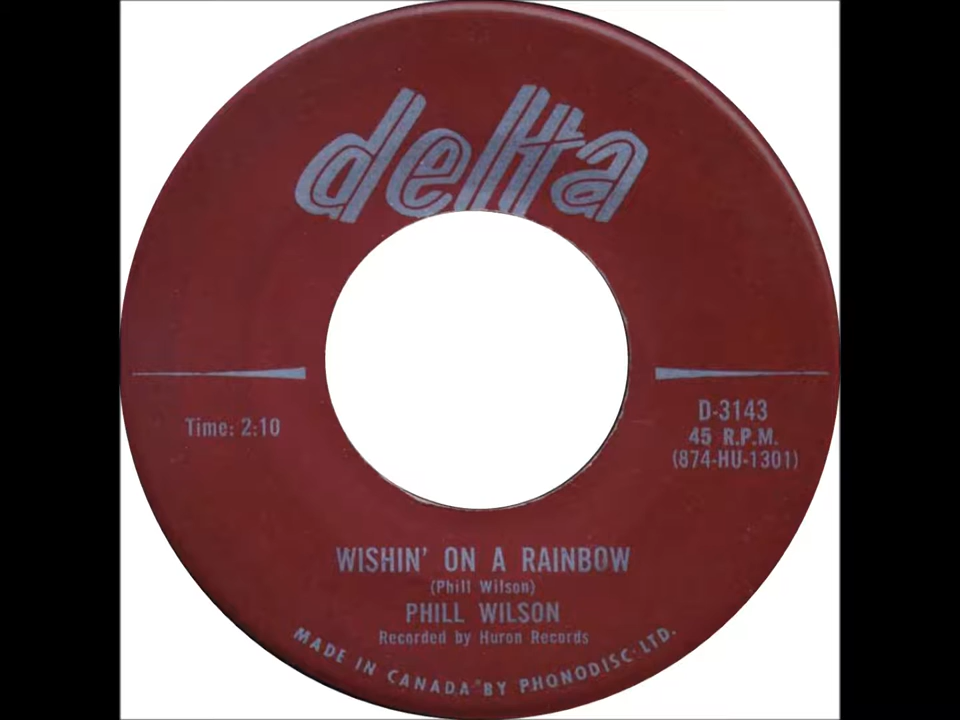 delta
Time: 2:10
D-3143
45 R.P.M.
(874-HU-1301)
WISHIN' ON A RAINBOW
(Phill Wilson)
PHILL WILSON
Recorded by Huron Records
MADE IN CANADA BY PHONODISC LTD.